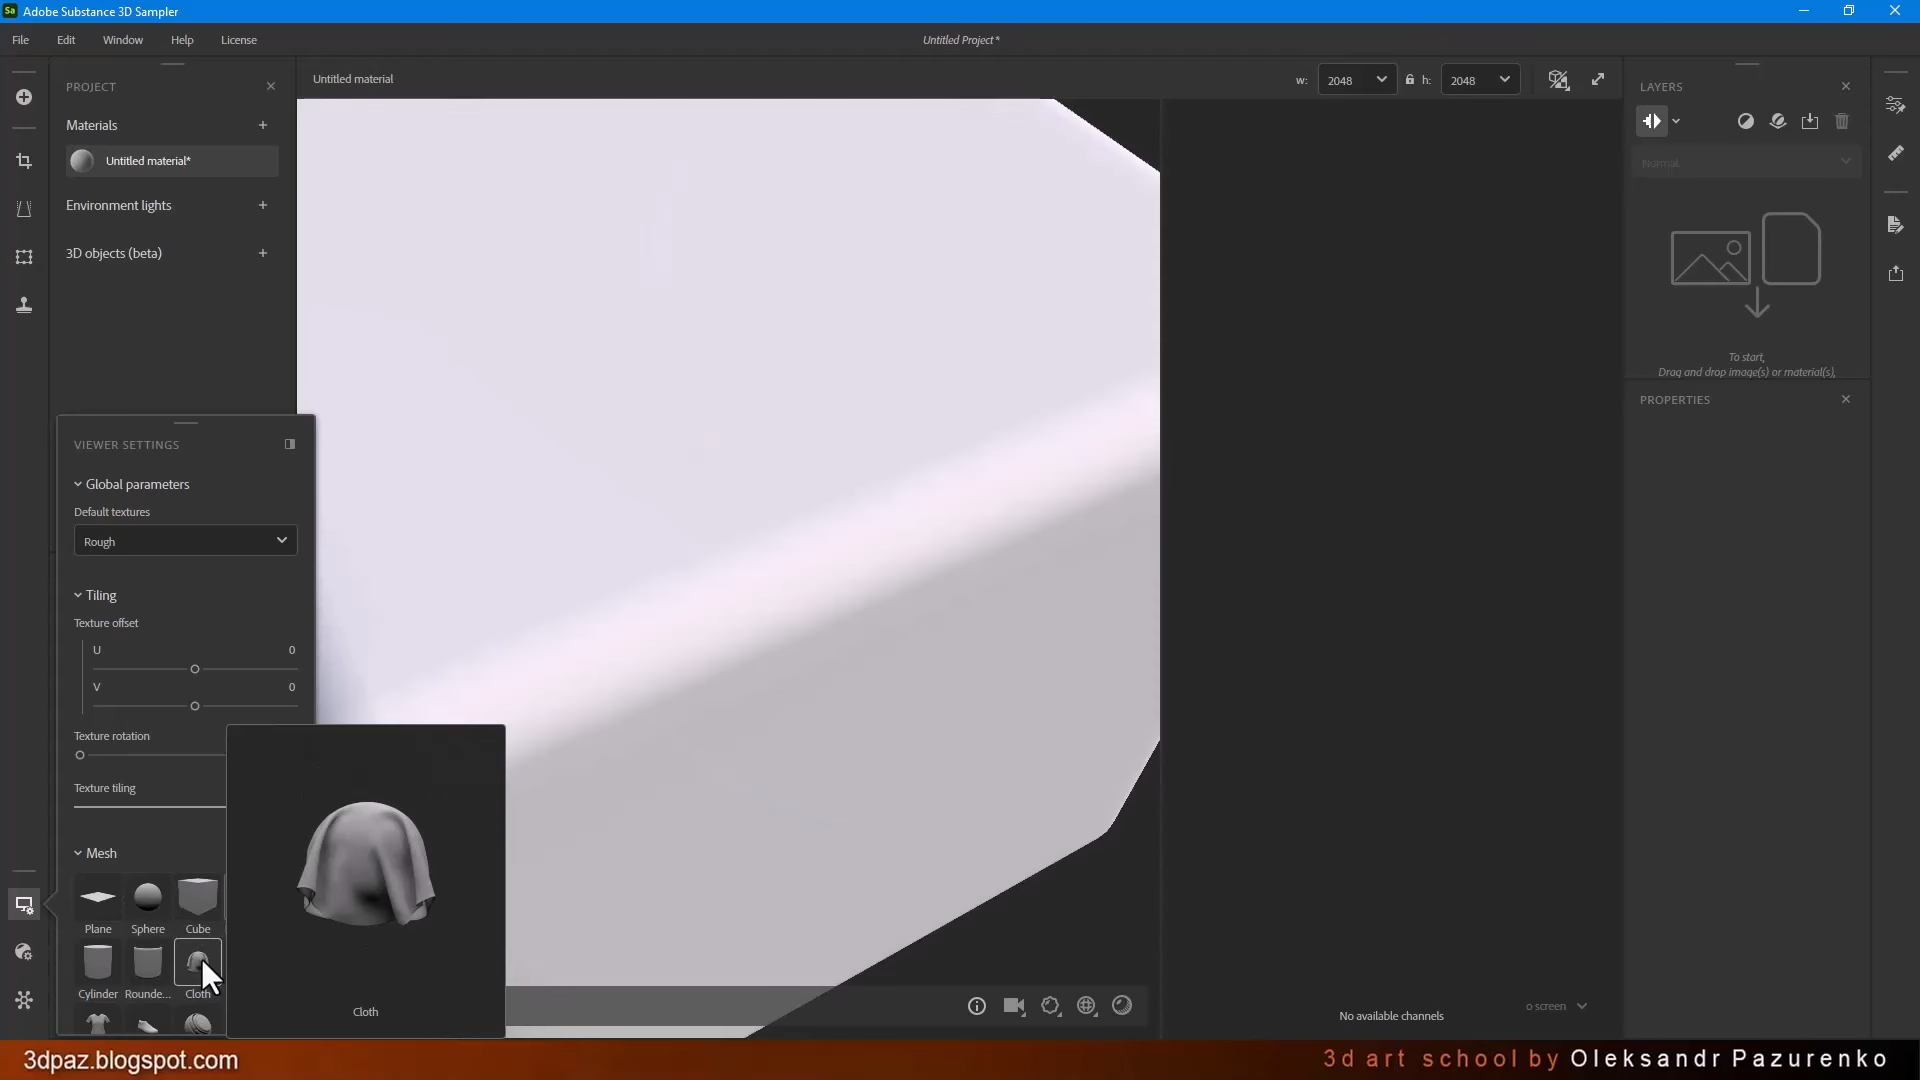 Adobe Substance 3D Sampler
File Edit Window Help License
Untitled Project*
PROJECT
Materials
Untitled material*
Environment lights
3D objects (beta)
Untitled material
w: 2048 h: 2048
LAYERS
Normal
To start,
Drag and drop image(s) or material(s),
PROPERTIES
VIEWER SETTINGS
Global parameters
Default textures
Rough
Tiling
Texture offset
U 0
V 0
Texture rotation
Texture tiling
Mesh
Plane Sphere Cube
Cylinder Rounde... Cloth
Cloth
No available channels
o screen
3dpaz.blogspot.com
3d art school by Oleksandr Pazurenko